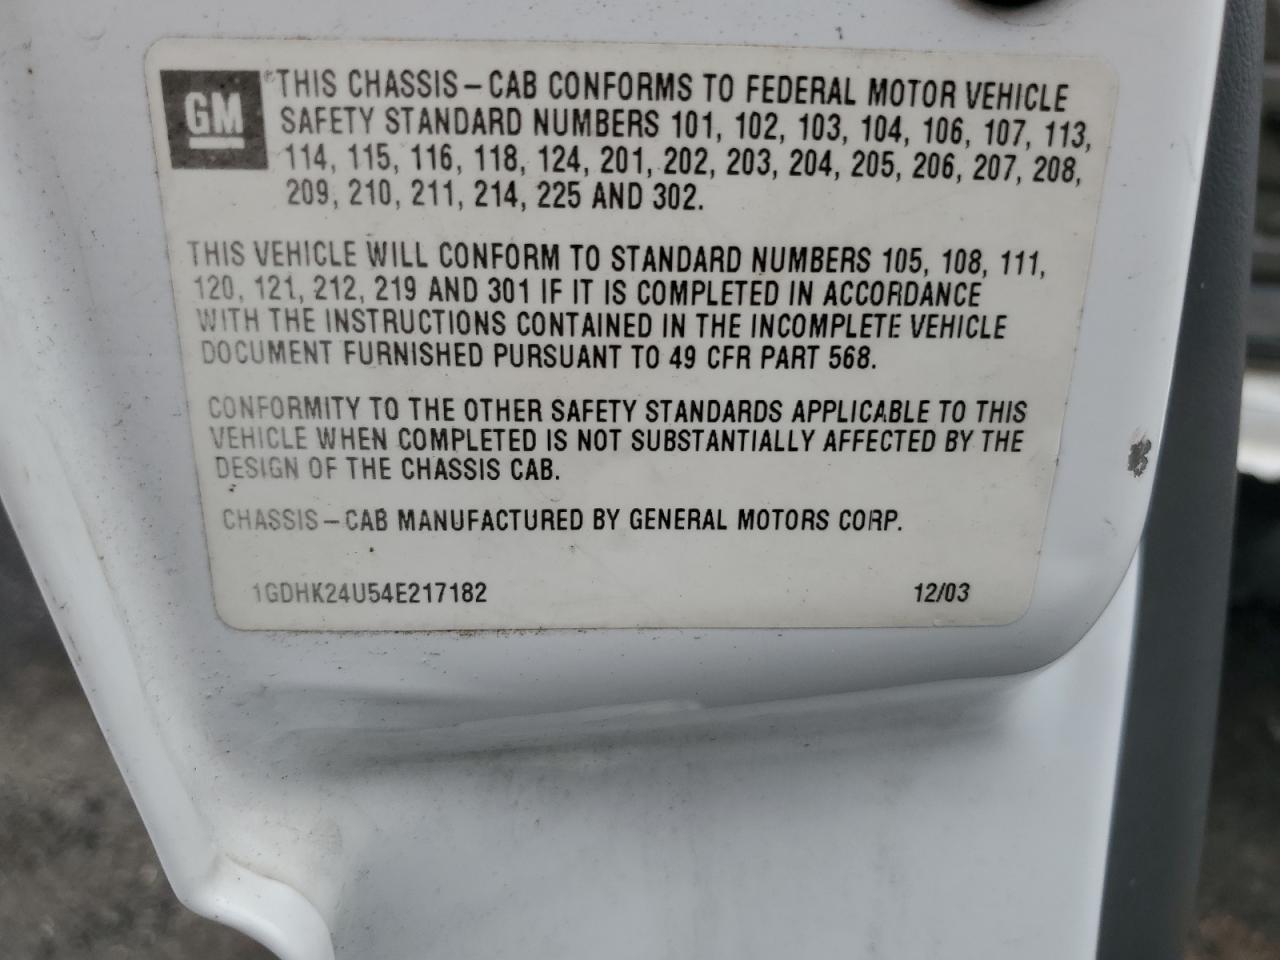 GM
®
THIS CHASSIS-CAB CONFORMS TO FEDERAL MOTOR VEHICLE
SAFETY STANDARD NUMBERS 101, 102, 103, 104, 106, 107, 113,
114, 115, 116, 118, 124, 201, 202, 203, 204, 205, 206, 207, 208,
209, 210, 211, 214, 225 AND 302.
THIS VEHICLE WILL CONFORM TO STANDARD NUMBERS 105, 108, 111,
120, 121, 212, 219 AND 301 IF IT IS COMPLETED IN ACCORDANCE
WITH THE INSTRUCTIONS CONTAINED IN THE INCOMPLETE VEHICLE
DOCUMENT FURNISHED PURSUANT TO 49 CFR PART 568.
CONFORMITY TO THE OTHER SAFETY STANDARDS APPLICABLE TO THIS
VEHICLE WHEN COMPLETED IS NOT SUBSTANTIALLY AFFECTED BY THE
DESIGN OF THE CHASSIS CAB.
CHASSIS-CAB MANUFACTURED BY GENERAL MOTORS CORP.
1GDHK24U54E217182 12/03